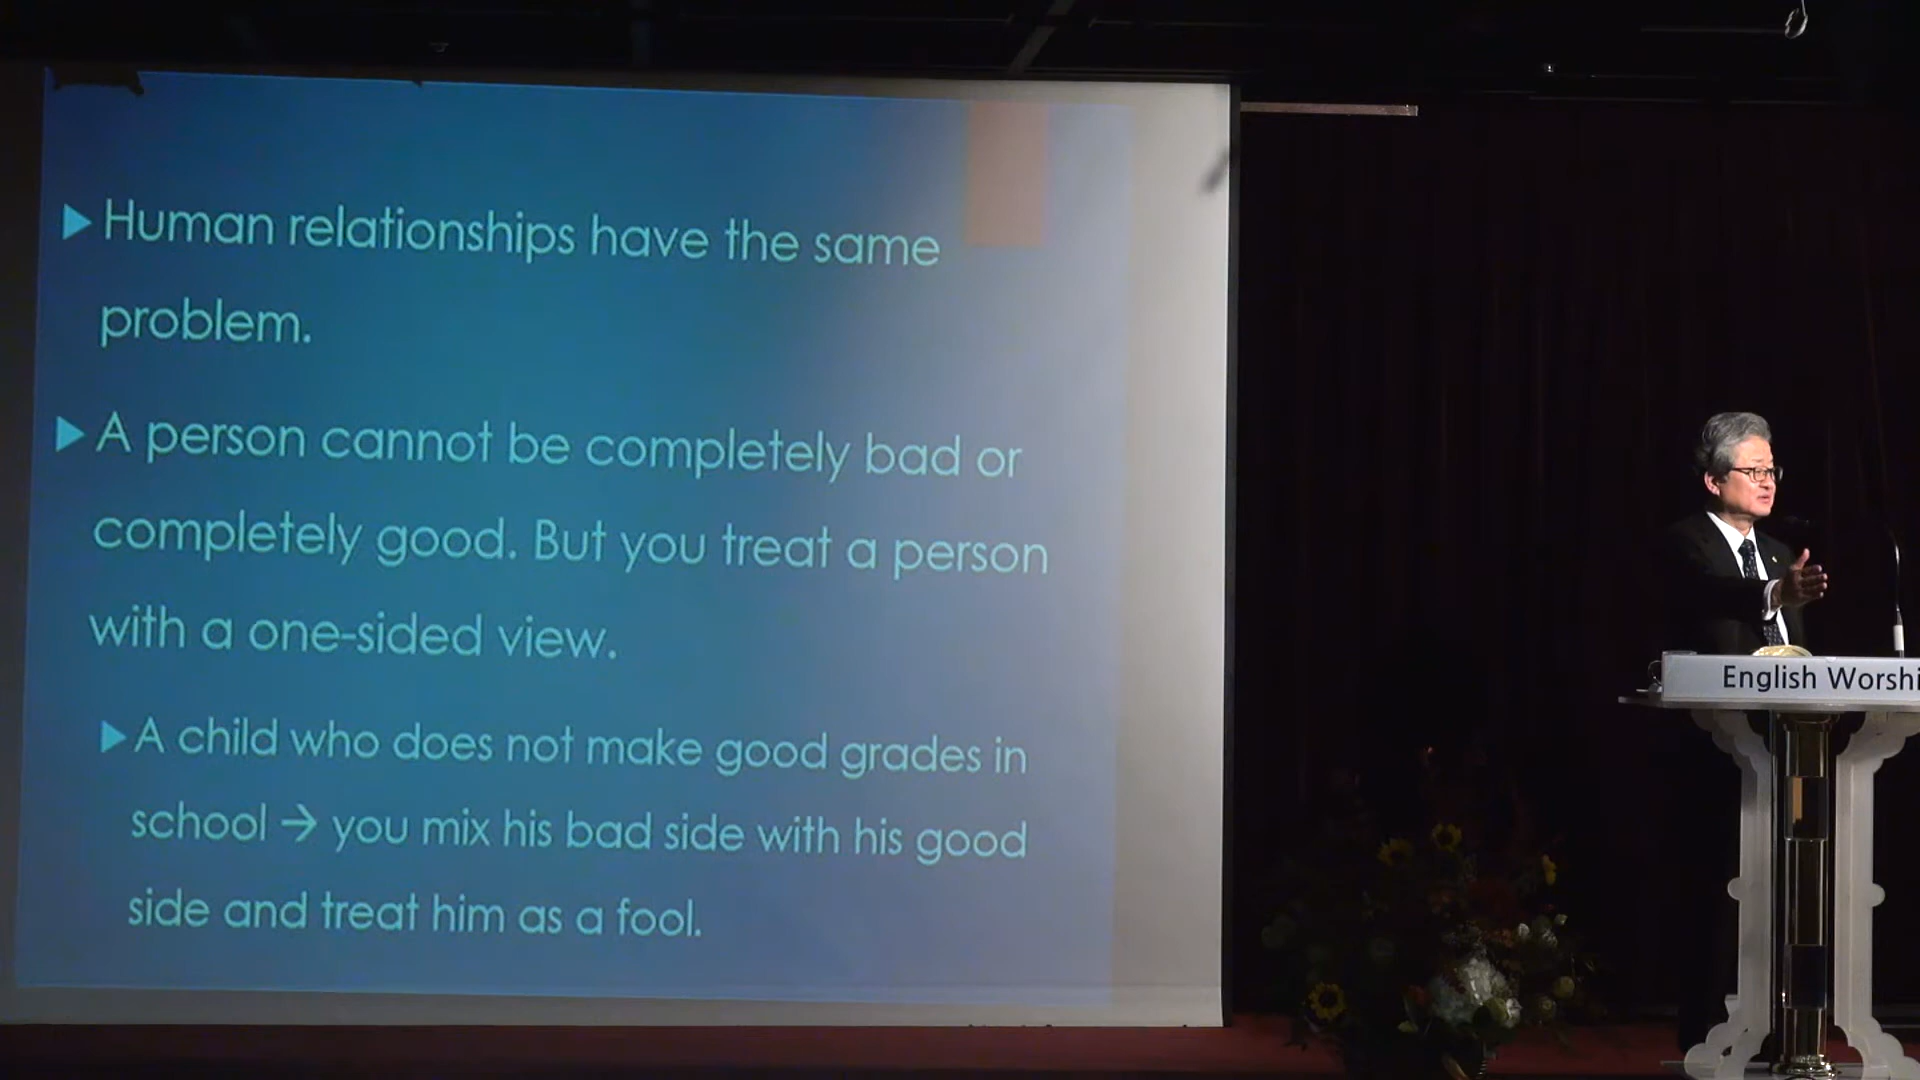 Human relationships have the same
problem.
A person cannot be completely bad or
completely good. But you treat a person
with a one-sided view.
A child who does not make good grades in
school → you mix his bad side with his good
side and treat him as a fool.
English Worshi